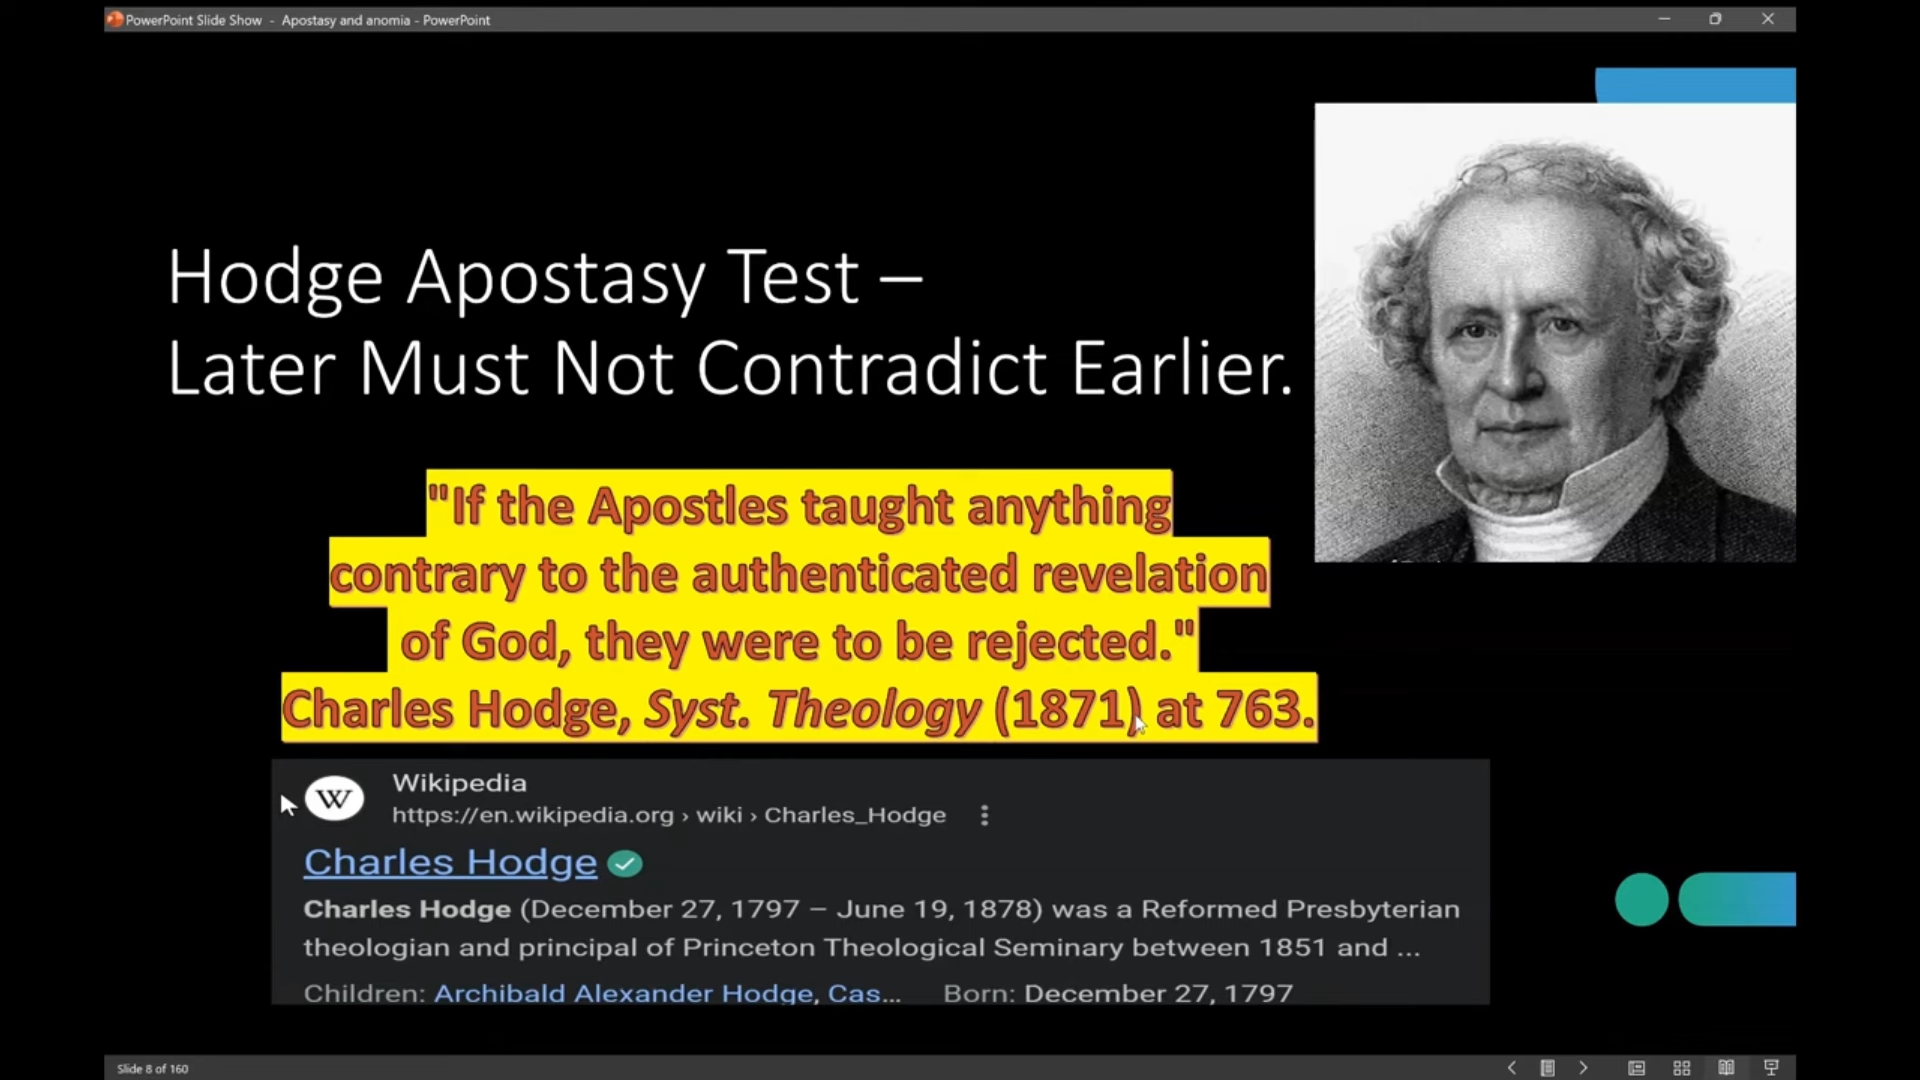 PowerPoint Slide Show - Apostasy and anomia - PowerPoint
Hodge Apostasy Test –
Later Must Not Contradict Earlier.
"If the Apostles taught anything
contrary to the authenticated revelation
of God, they were to be rejected."
Charles Hodge, Syst. Theology (1871) at 763.
W
Wikipedia
https://en.wikipedia.org › wiki › Charles_Hodge
Charles Hodge
Charles Hodge (December 27, 1797 – June 19, 1878) was a Reformed Presbyterian
theologian and principal of Princeton Theological Seminary between 1851 and ...
Children: Archibald Alexander Hodge, Cas... Born: December 27, 1797
Slide 8 of 160